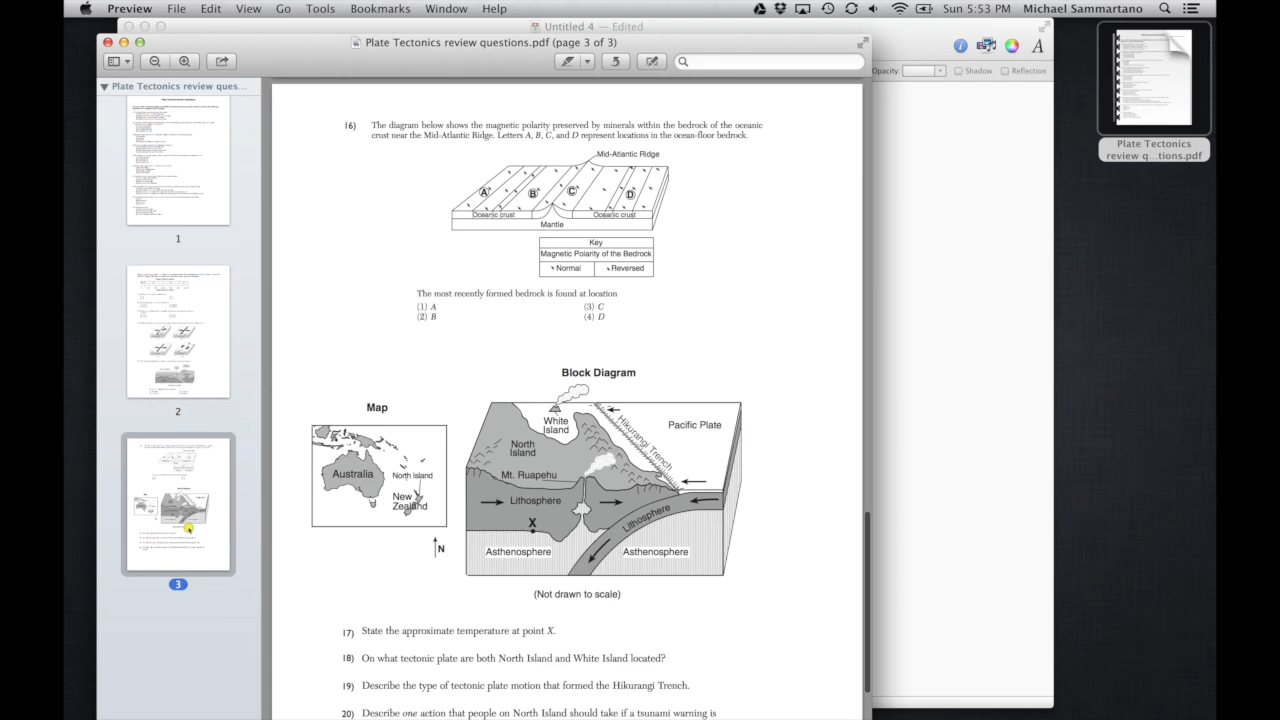 Preview File Edit View Go Tools Bookmarks Window Help
Sun 5:53 PM Michael Sammartano
Untitled 4 — Edited
Plate Tectonics review questions.pdf (page 3 of 3)
Opacity: Shadow Reflection
Plate Tectonics review ques...
1
2
3
16) The diagram below shows the magnetic polarity preserved by minerals within the bedrock of the oceanic
crust near the Mid-Atlantic Ridge. Letters A, B, C, and D represent locations in the ocean-floor bedrock.
Mid-Atlantic Ridge
A B C D
Oceanic crust Oceanic crust
Mantle
Key
Magnetic Polarity of the Bedrock
Normal Reversed
The most recently formed bedrock is found at location
(1) A (3) C
(2) B (4) D
Block Diagram
Map
Australia
North Island
New
Zealand
N
White
Island
Hikurangi Trench
Pacific Plate
North
Island
Mt. Ruapehu
Lithosphere
Lithosphere
X
Asthenosphere Asthenosphere
(Not drawn to scale)
17) State the approximate temperature at point X.
18) On what tectonic plate are both North Island and White Island located?
19) Describe the type of tectonic plate motion that formed the Hikurangi Trench.
20) Describe one action that people on North Island should take if a tsunami warning is
Plate Tectonics
review q...tions.pdf